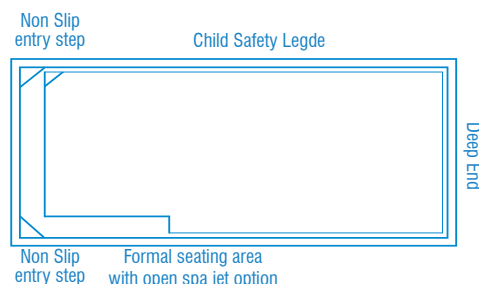 Non Slip
entry step
Child Safety Legde
Deep End
Non Slip
entry step
Formal seating area
with open spa jet option